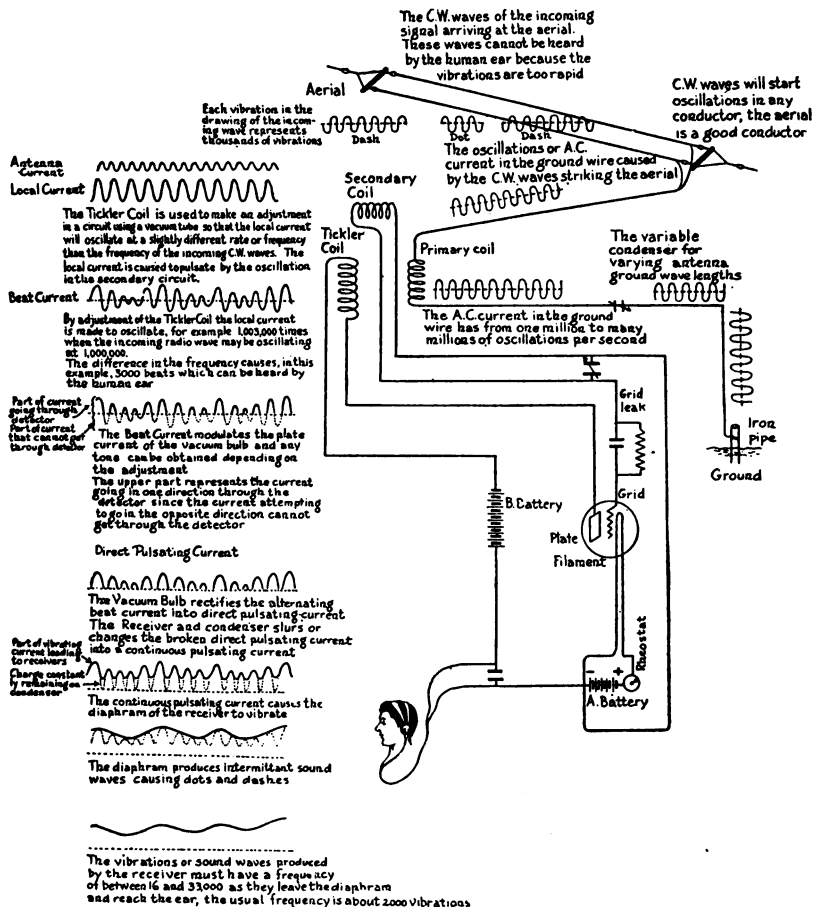 The C.W. waves of the incoming
signal arriving at the aerial.
These waves cannot be heard
by the human ear because the
vibrations are too rapid
Aerial
C.W. waves will start
oscillations in any
conductor, the aerial
is a good conductor
Each vibration in the
drawing of the incom-
ing wave represents
thousands of vibrations
Dash
Dot
Dash
The oscillations or A.C.
current in the ground wire caused
by the C.W. waves striking the aerial
Antenna
Current
Local Current
Secondary
Coil
The Tickler Coil is used to make an adjustment
in a circuit using a vacuum tube so that the local current
will oscillate at a slightly different rate or frequency
than the frequency of the incoming C.W. waves. The
local current is caused to pulsate by the oscillation
in the secondary circuit.
Tickler
Coil
Primary coil
The variable
condenser for
varying antenna
ground wave lengths
Beat Current
The A.C. current in the ground
wire has from one million to many
millions of oscillations per second
By adjustment of the Tickler Coil the local current
is made to oscillate, for example 1,003,000 times
when the incoming radio wave may be oscillating
at 1,000,000.
The difference in the frequency causes, in this
example, 3000 beats which can be heard by
the human ear
Grid
leak
Part of current
going through
detector
Part of current
that cannot get
through detector
Iron
pipe
Ground
The Beat Current modulates the plate
current of the vacuum bulb and any
tone can be obtained depending on
the adjustment
The upper part represents the current
going in one direction through the
detector since the current attempting
to go in the opposite direction cannot
get through the detector
B. Battery
Grid
Plate
Filament
Direct Pulsating Current
The Vacuum Bulb rectifies the alternating
beat current into direct pulsating current
The Receiver and condenser slurs or
changes the broken direct pulsating current
into a continuous pulsating current
Part of vibrating
current leading
to receivers
Charge constant
ly remaining on
condenser
Rheostat
- +
A. Battery
The continuous pulsating current causes the
diaphram of the receiver to vibrate
The diaphram produces intermittant sound
waves causing dots and dashes
The vibrations or sound waves produced
by the receiver must have a frequency
of between 16 and 33,000 as they leave the diaphram
and reach the ear, the usual frequency is about 2000 vibrations